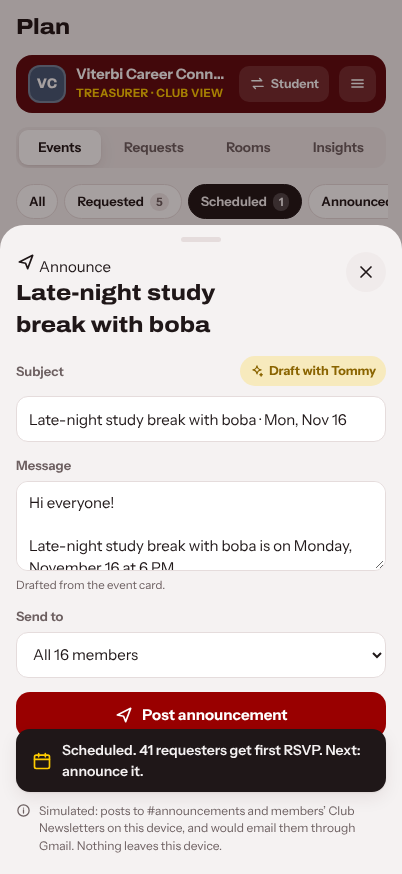 Plan
VC
Viterbi Career Conn...
TREASURER · CLUB VIEW
Student
Events
Requests
Rooms
Insights
All
Requested 5
Scheduled 1
Announced
Announce
Late-night study
break with boba
Subject
Draft with Tommy
Late-night study break with boba · Mon, Nov 16
Message
Hi everyone!
Late-night study break with boba is on Monday,
November 16 at 6 PM
Drafted from the event card.
Send to
All 16 members
Post announcement
Scheduled. 41 requesters get first RSVP. Next:
announce it.
Simulated: posts to #announcements and members’ Club
Newsletters on this device, and would email them through
Gmail. Nothing leaves this device.